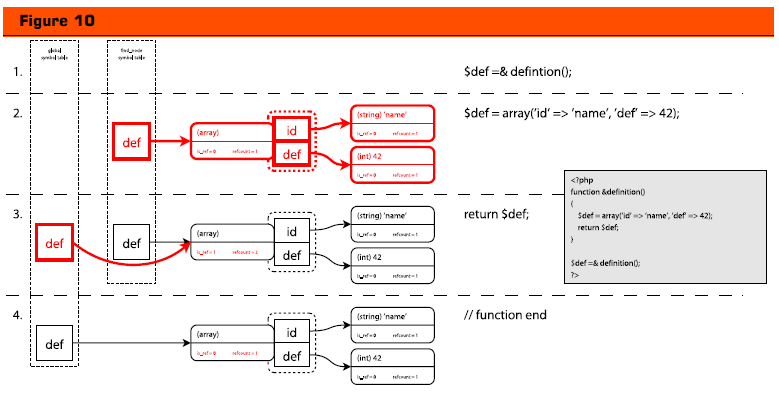 Figure 10
global
symbol table
find_node
symbol table
1.
$def =& defintion();
2.
def
(array)
is_ref = 0 refcount = 1
id
def
(string) 'name'
is_ref = 0 refcount = 1
(int) 42
is_ref = 0 refcount = 1
$def = array('id' => 'name', 'def' => 42);
3.
def
def
(array)
is_ref = 1 refcount = 2
id
def
(string) 'name'
is_ref = 0 refcount = 1
(int) 42
is_ref = 0 refcount = 1
return $def;
<?php
function &definition()
{
$def = array('id' => 'name', 'def' => 42);
return $def;
}
$def =& definition();
?>
4.
def
(array)
is_ref = 0 refcount = 1
id
def
(string) 'name'
is_ref = 0 refcount = 1
(int) 42
is_ref = 0 refcount = 1
// function end